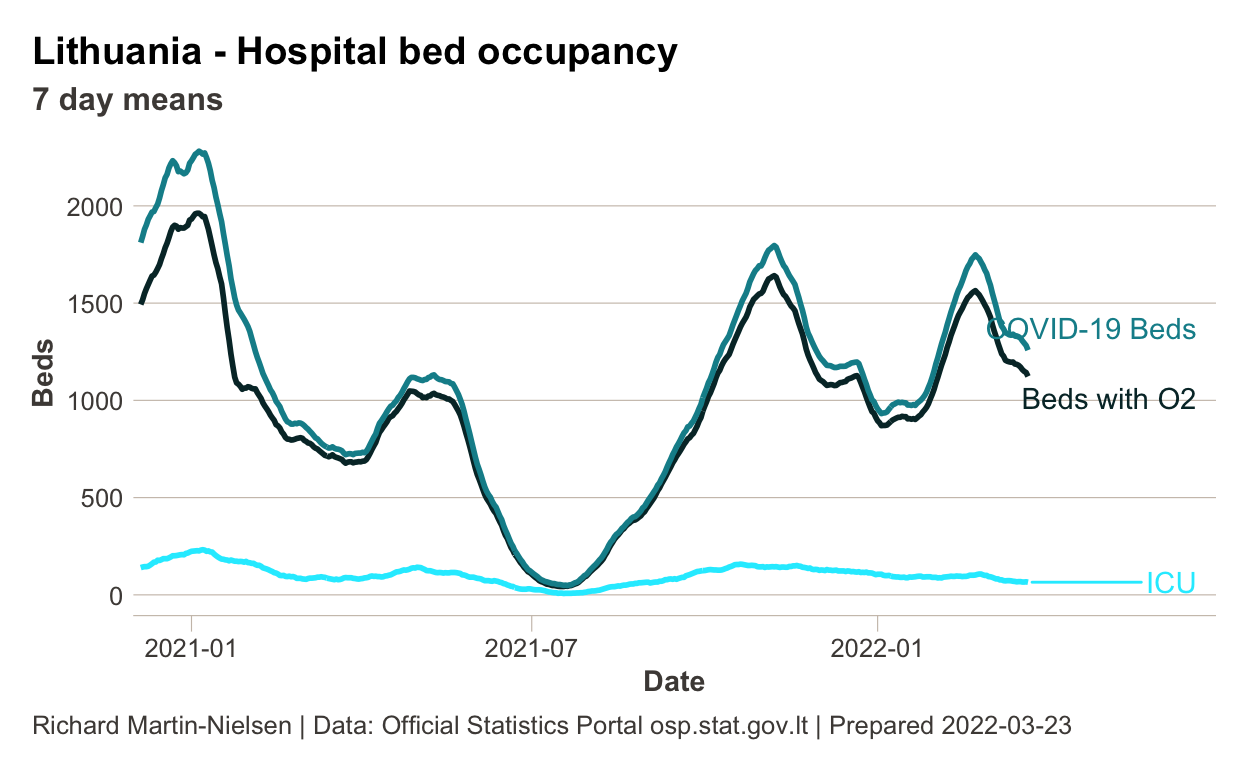 Lithuania - Hospital bed occupancy
7 day means
Beds
2000
1500
1000
500
0
COVID-19 Beds
Beds with O2
ICU
2021-01
2021-07
2022-01
Date
Richard Martin-Nielsen | Data: Official Statistics Portal osp.stat.gov.lt | Prepared 2022-03-23